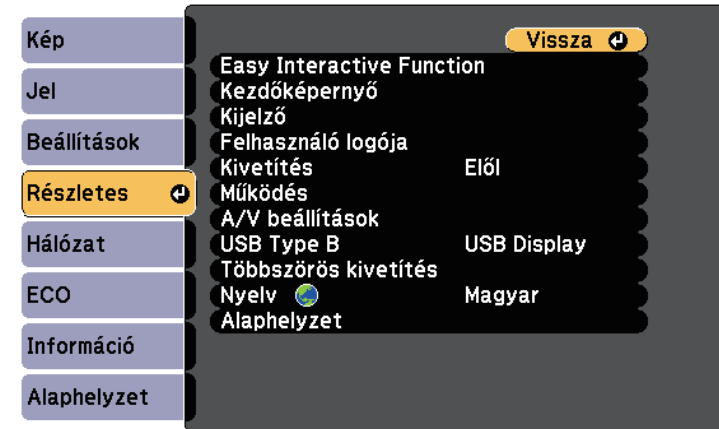 Kép
Jel
Beállítások
Részletes
Hálózat
ECO
Információ
Alaphelyzet
Vissza
Easy Interactive Function
Kezdőképernyő
Kijelző
Felhasználó logója
Kivetítés Elől
Működés
A/V beállítások
USB Type B USB Display
Többszörös kivetítés
Nyelv Magyar
Alaphelyzet